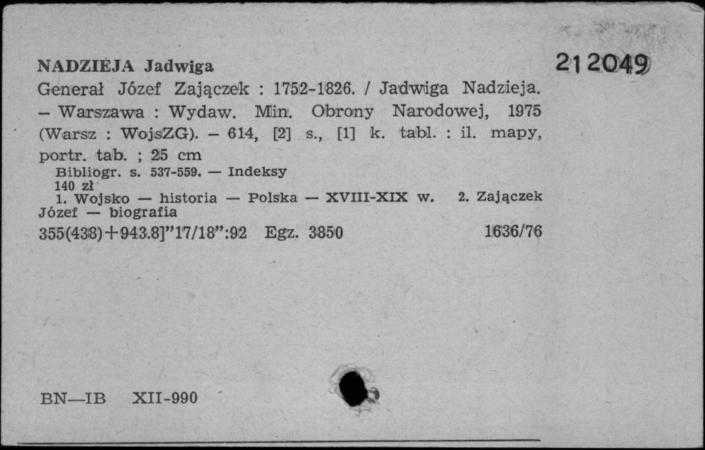 NADZIEJA Jadwiga
212049
Generał Józef Zajączek : 1752-1826. / Jadwiga Nadzieja.
— Warszawa : Wydaw. Min. Obrony Narodowej, 1975
(Warsz : WojsZG). — 614, [2] s., [1] k. tabl. : il. mapy,
portr. tab. ; 25 cm
Bibliogr. s. 537-559. — Indeksy
140 zł
1. Wojsko — historia — Polska — XVIII-XIX w. 2. Zajączek
Józef — biografia
355(438)+943.8]"17/18":92 Egz. 3850 1636/76
BN—IB XII-990